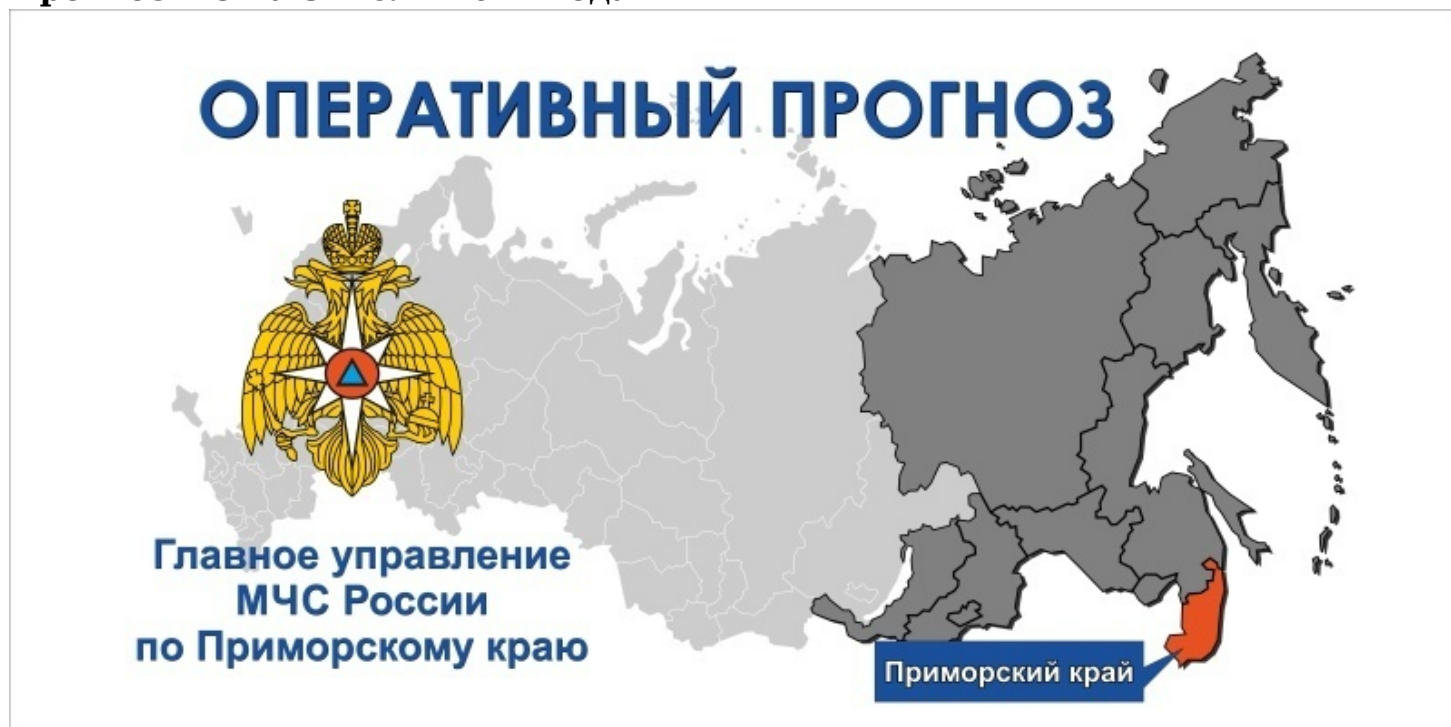 ОПЕРАТИВНЫЙ ПРОГНОЗ
Главное управление
МЧС России
по Приморскому краю
Приморский край